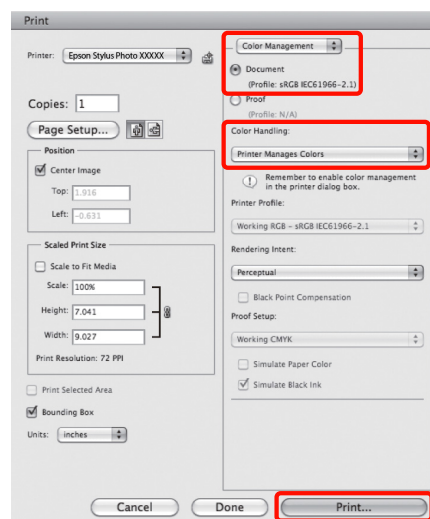 Print
Printer: Epson Stylus Photo XXXXX
Copies: 1
Page Setup...
Position
Center Image
Top: 1.916
Left: -0.631
Scaled Print Size
Scale to Fit Media
Scale: 100%
Height: 7.041
Width: 9.027
Print Resolution: 72 PPI
Print Selected Area
Bounding Box
Units: inches
Color Management
Document
(Profile: sRGB IEC61966-2.1)
Proof
(Profile: N/A)
Color Handling:
Printer Manages Colors
Remember to enable color management
in the printer dialog box.
Printer Profile:
Working RGB - sRGB IEC61966-2.1
Rendering Intent:
Perceptual
Black Point Compensation
Proof Setup:
Working CMYK
Simulate Paper Color
Simulate Black Ink
Cancel
Done
Print...